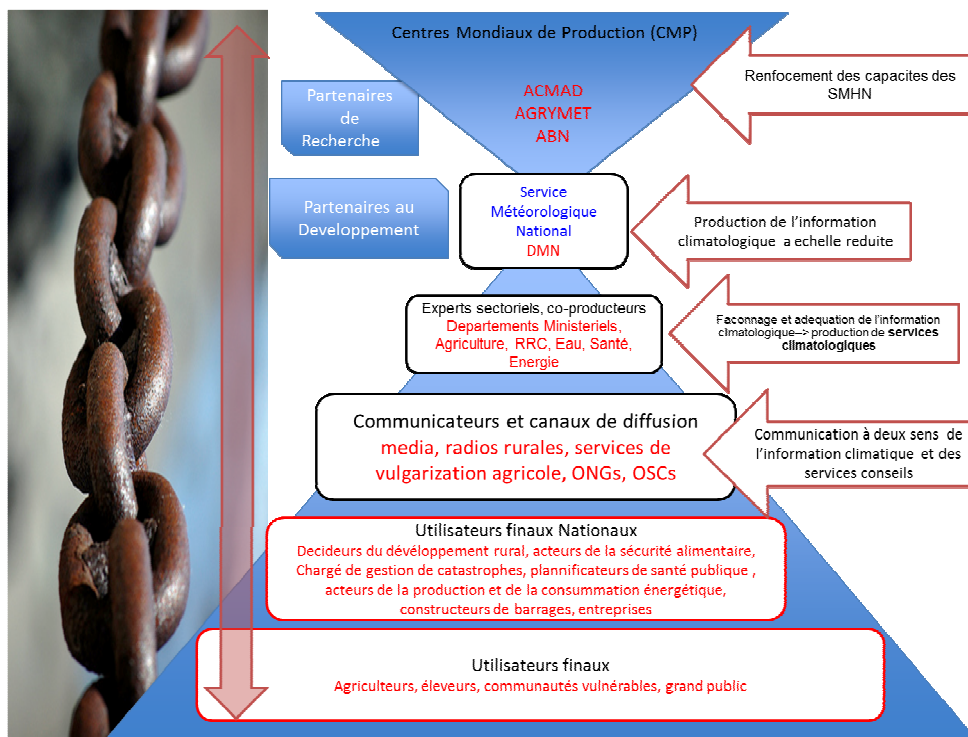 Centres Mondiaux de Production (CMP)
ACMAD
AGRYMET
ABN
Partenaires
de
Recherche
Renfocement des capacites des
SMHN
Partenaires au
Developpement
Service
Météorologique
National
DMN
Production de l’information
climatologique a echelle reduite
Experts sectoriels, co-producteurs
Departements Ministeriels,
Agriculture, RRC, Eau, Santé,
Energie
Faconnage et adequation de l’information
climatologique--> production de services
climatologiques
Communicateurs et canaux de diffusion
media, radios rurales, services de
vulgarization agricole, ONGs, OSCs
Communication à deux sens de
l’information climatique et des
services conseils
Utilisateurs finaux Nationaux
Decideurs du dévéloppement rural, acteurs de la sécurité alimentaire,
Chargé de gestion de catastrophes, plannificateurs de santé publique ,
acteurs de la production et de la consummation énergétique,
constructeurs de barrages, entreprises
Utilisateurs finaux
Agriculteurs, éleveurs, communautés vulnérables, grand public